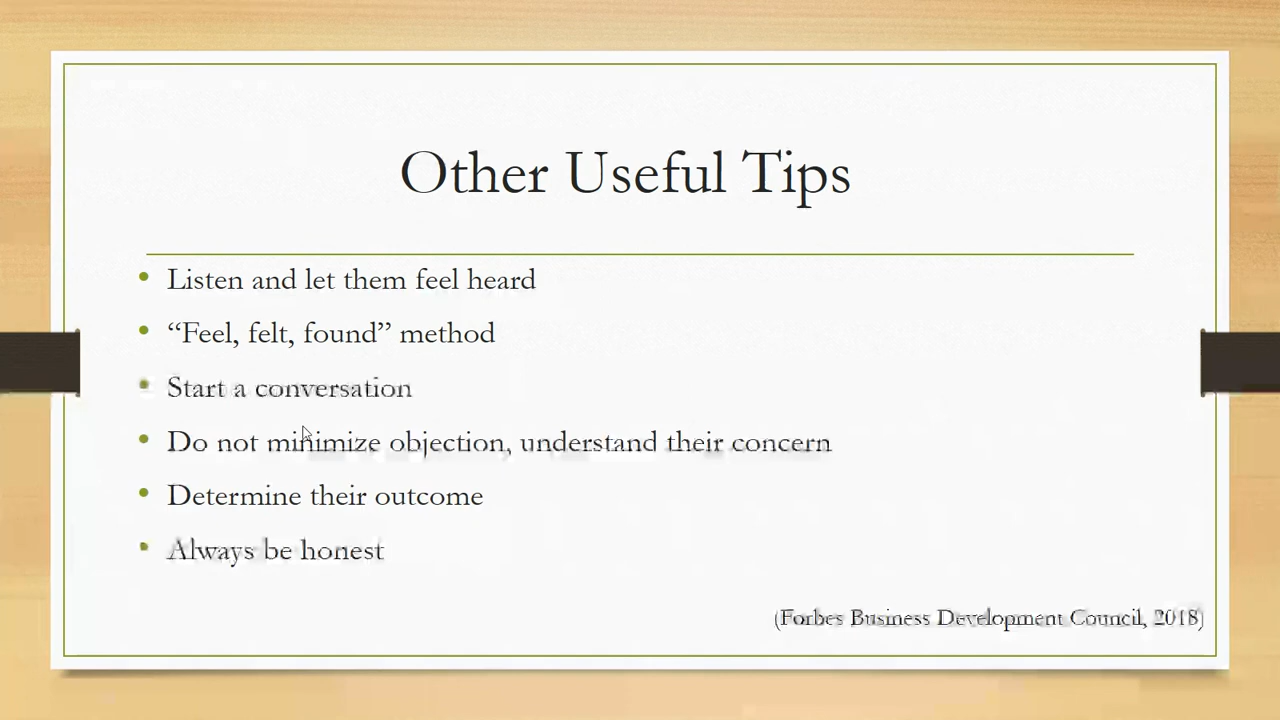 Other Useful Tips
• Listen and let them feel heard
• “Feel, felt, found” method
• Start a conversation
• Do not minimize objection, understand their concern
• Determine their outcome
• Always be honest
(Forbes Business Development Council, 2018)